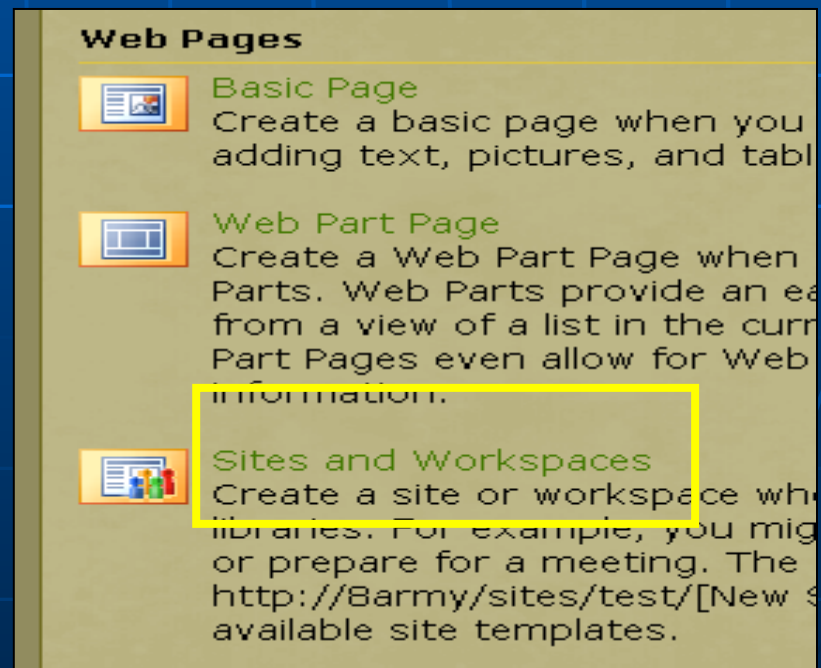 Web Pages
Basic Page
Create a basic page when you
adding text, pictures, and tabl
Web Part Page
Create a Web Part Page when
Parts. Web Parts provide an ea
from a view of a list in the curr
Part Pages even allow for Web
information.
Sites and Workspaces
Create a site or workspace whe
libraries. For example, you mig
or prepare for a meeting. The
http://8army/sites/test/[New S
available site templates.